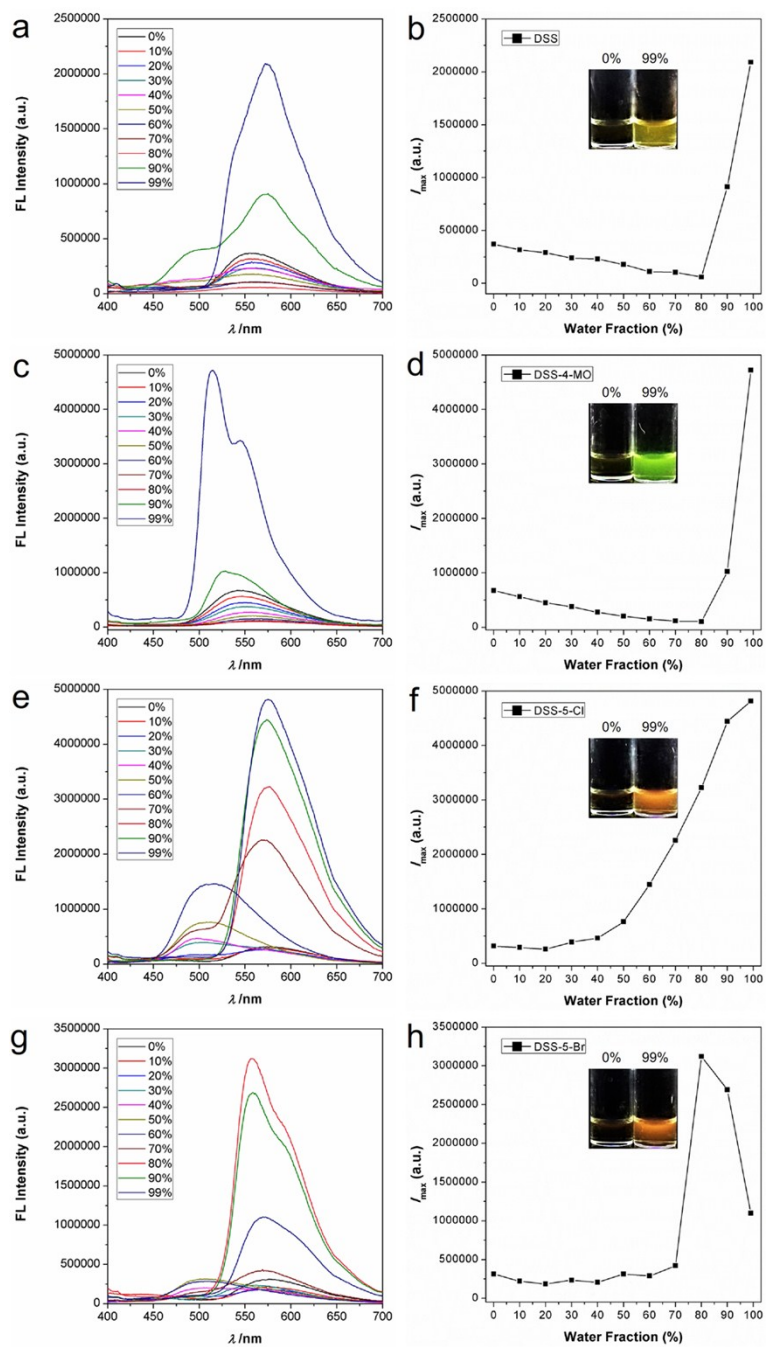 a
FL Intensity (a.u.)
2500000
2000000
1500000
1000000
500000
0
400 450 500 550 600 650 700
λ /nm
0%
10%
20%
30%
40%
50%
60%
70%
80%
90%
99%
b
Imax (a.u.)
2500000
2000000
1500000
1000000
500000
0
0 10 20 30 40 50 60 70 80 90 100
Water Fraction (%)
DSS
0% 99%
c
FL Intensity (a.u.)
5000000
4000000
3000000
2000000
1000000
0
400 450 500 550 600 650 700
λ /nm
0%
10%
20%
30%
40%
50%
60%
70%
80%
90%
99%
d
Imax (a.u.)
5000000
4000000
3000000
2000000
1000000
0
0 10 20 30 40 50 60 70 80 90 100
Water Fraction (%)
DSS-4-MO
0% 99%
e
FL Intensity (a.u.)
5000000
4000000
3000000
2000000
1000000
0
400 450 500 550 600 650 700
λ /nm
0%
10%
20%
30%
40%
50%
60%
70%
80%
90%
99%
f
Imax (a.u.)
5000000
4000000
3000000
2000000
1000000
0
0 10 20 30 40 50 60 70 80 90 100
Water Fraction (%)
DSS-5-Cl
0% 99%
g
FL Intensity (a.u.)
3500000
3000000
2500000
2000000
1500000
1000000
500000
0
400 450 500 550 600 650 700
λ /nm
0%
10%
20%
30%
40%
50%
60%
70%
80%
90%
99%
h
Imax (a.u.)
3500000
3000000
2500000
2000000
1500000
1000000
500000
0
0 10 20 30 40 50 60 70 80 90 100
Water Fraction (%)
DSS-5-Br
0% 99%